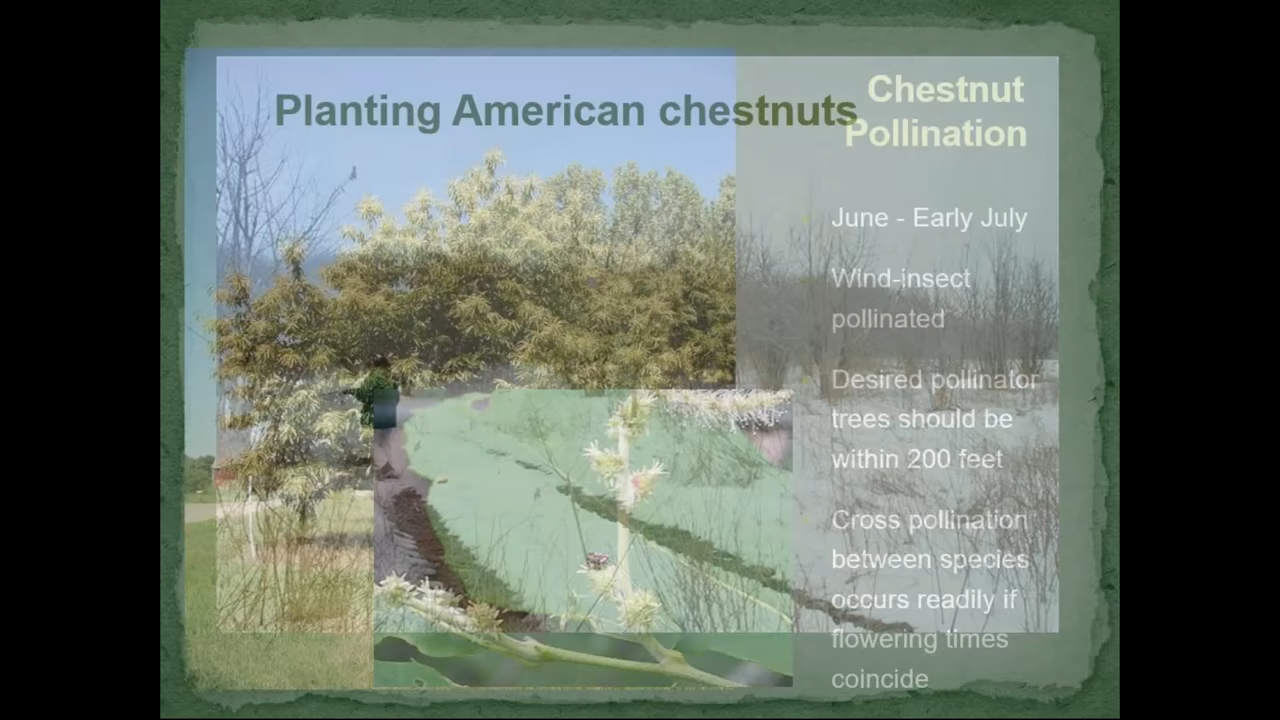 Planting American chestnuts
Chestnut
Pollination
June - Early July
Wind-insect
pollinated
Desired pollinator
trees should be
within 200 feet
Cross pollination
between species
occurs readily if
flowering times
coincide